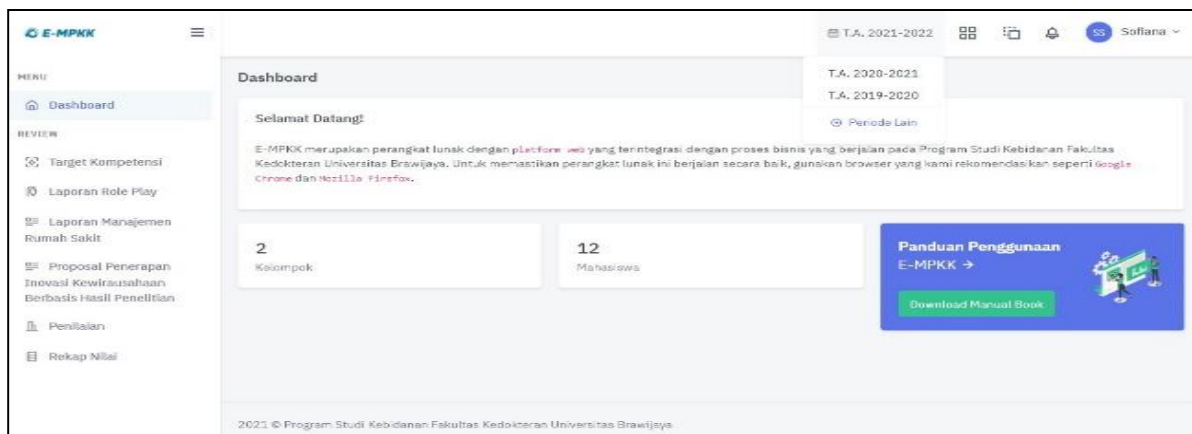 E-MPKK
T.A. 2021-2022
SS
Sofiana
T.A. 2020-2021
T.A. 2019-2020
Periode Lain
MENU
Dashboard
REVIEW
Target Kompetensi
Laporan Role Play
Laporan Manajemen
Rumah Sakit
Proposal Penerapan
Inovasi Kewirausahaan
Berbasis Hasil Penelitian
Penilaian
Rekap Nilai
Dashboard
Selamat Datang!
E-MPKK merupakan perangkat lunak dengan platform web yang terintegrasi dengan proses bisnis yang berjalan pada Program Studi Kebidanan Fakultas
Kedokteran Universitas Brawijaya. Untuk memastikan perangkat lunak ini berjalan secara baik, gunakan browser yang kami rekomendasikan seperti Google
Chrome dan Mozilla Firefox.
2
Kelompok
12
Mahasiswa
Panduan Penggunaan
E-MPKK →
Download Manual Book
2021 © Program Studi Kebidanan Fakultas Kedokteran Universitas Brawijaya